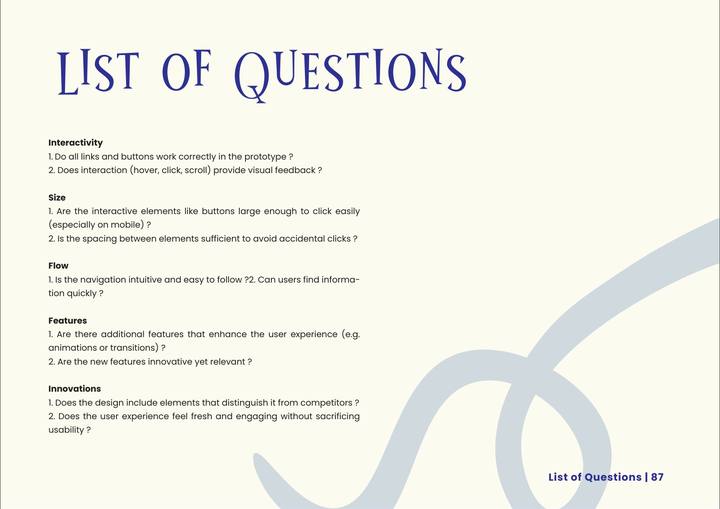 List of Questions
Interactivity
1. Do all links and buttons work correctly in the prototype ?
2. Does interaction (hover, click, scroll) provide visual feedback ?
Size
1. Are the interactive elements like buttons large enough to click easily
(especially on mobile) ?
2. Is the spacing between elements sufficient to avoid accidental clicks ?
Flow
1. Is the navigation intuitive and easy to follow ?2. Can users find informa-
tion quickly ?
Features
1. Are there additional features that enhance the user experience (e.g.
animations or transitions) ?
2. Are the new features innovative yet relevant ?
Innovations
1. Does the design include elements that distinguish it from competitors ?
2. Does the user experience feel fresh and engaging without sacrificing
usability ?
List of Questions | 87